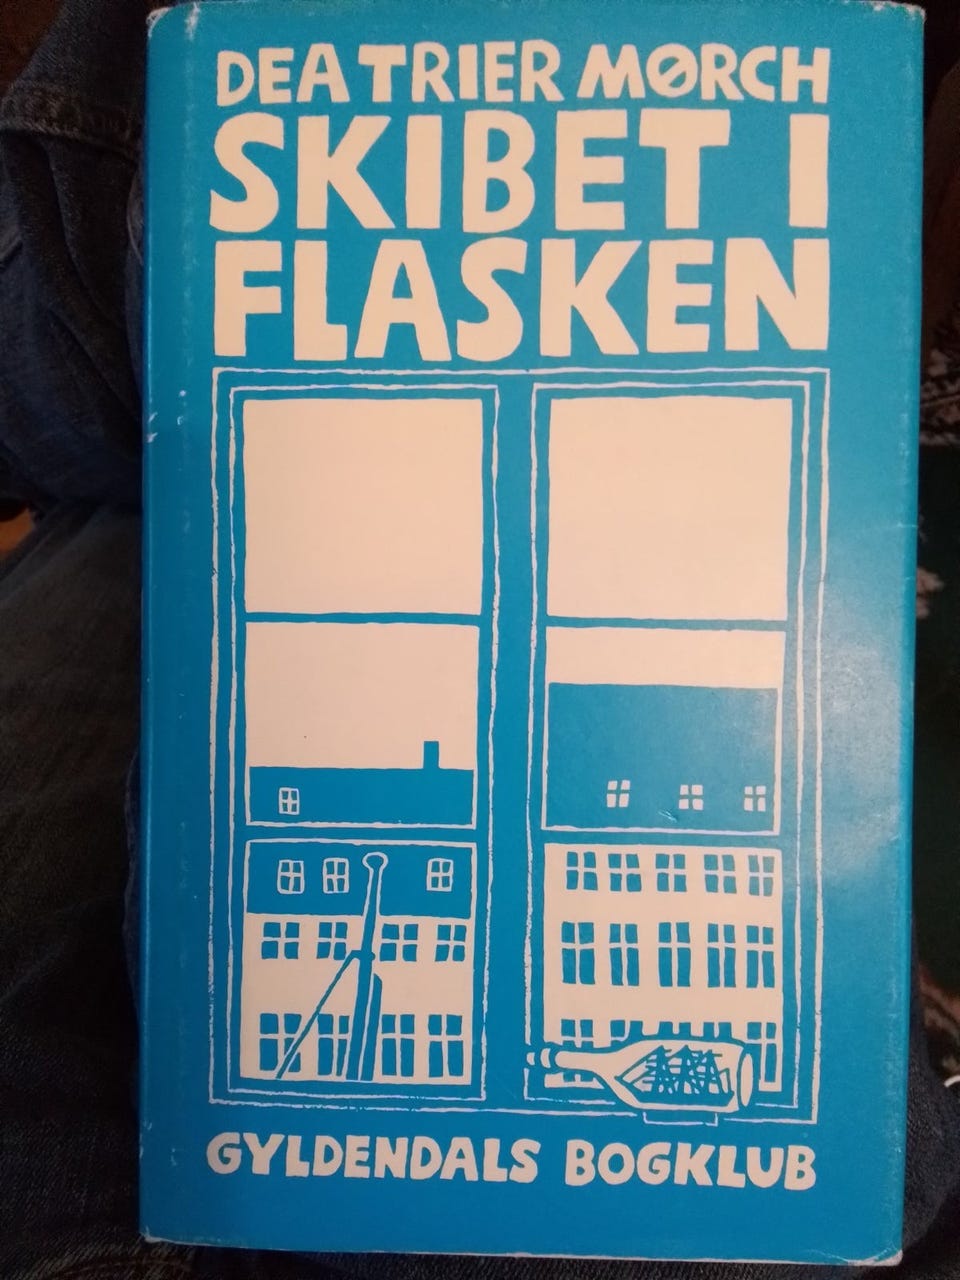 DEA TRIER MØRCH
SKIBET I
FLASKEN
GYLDENDALS BOGKLUB